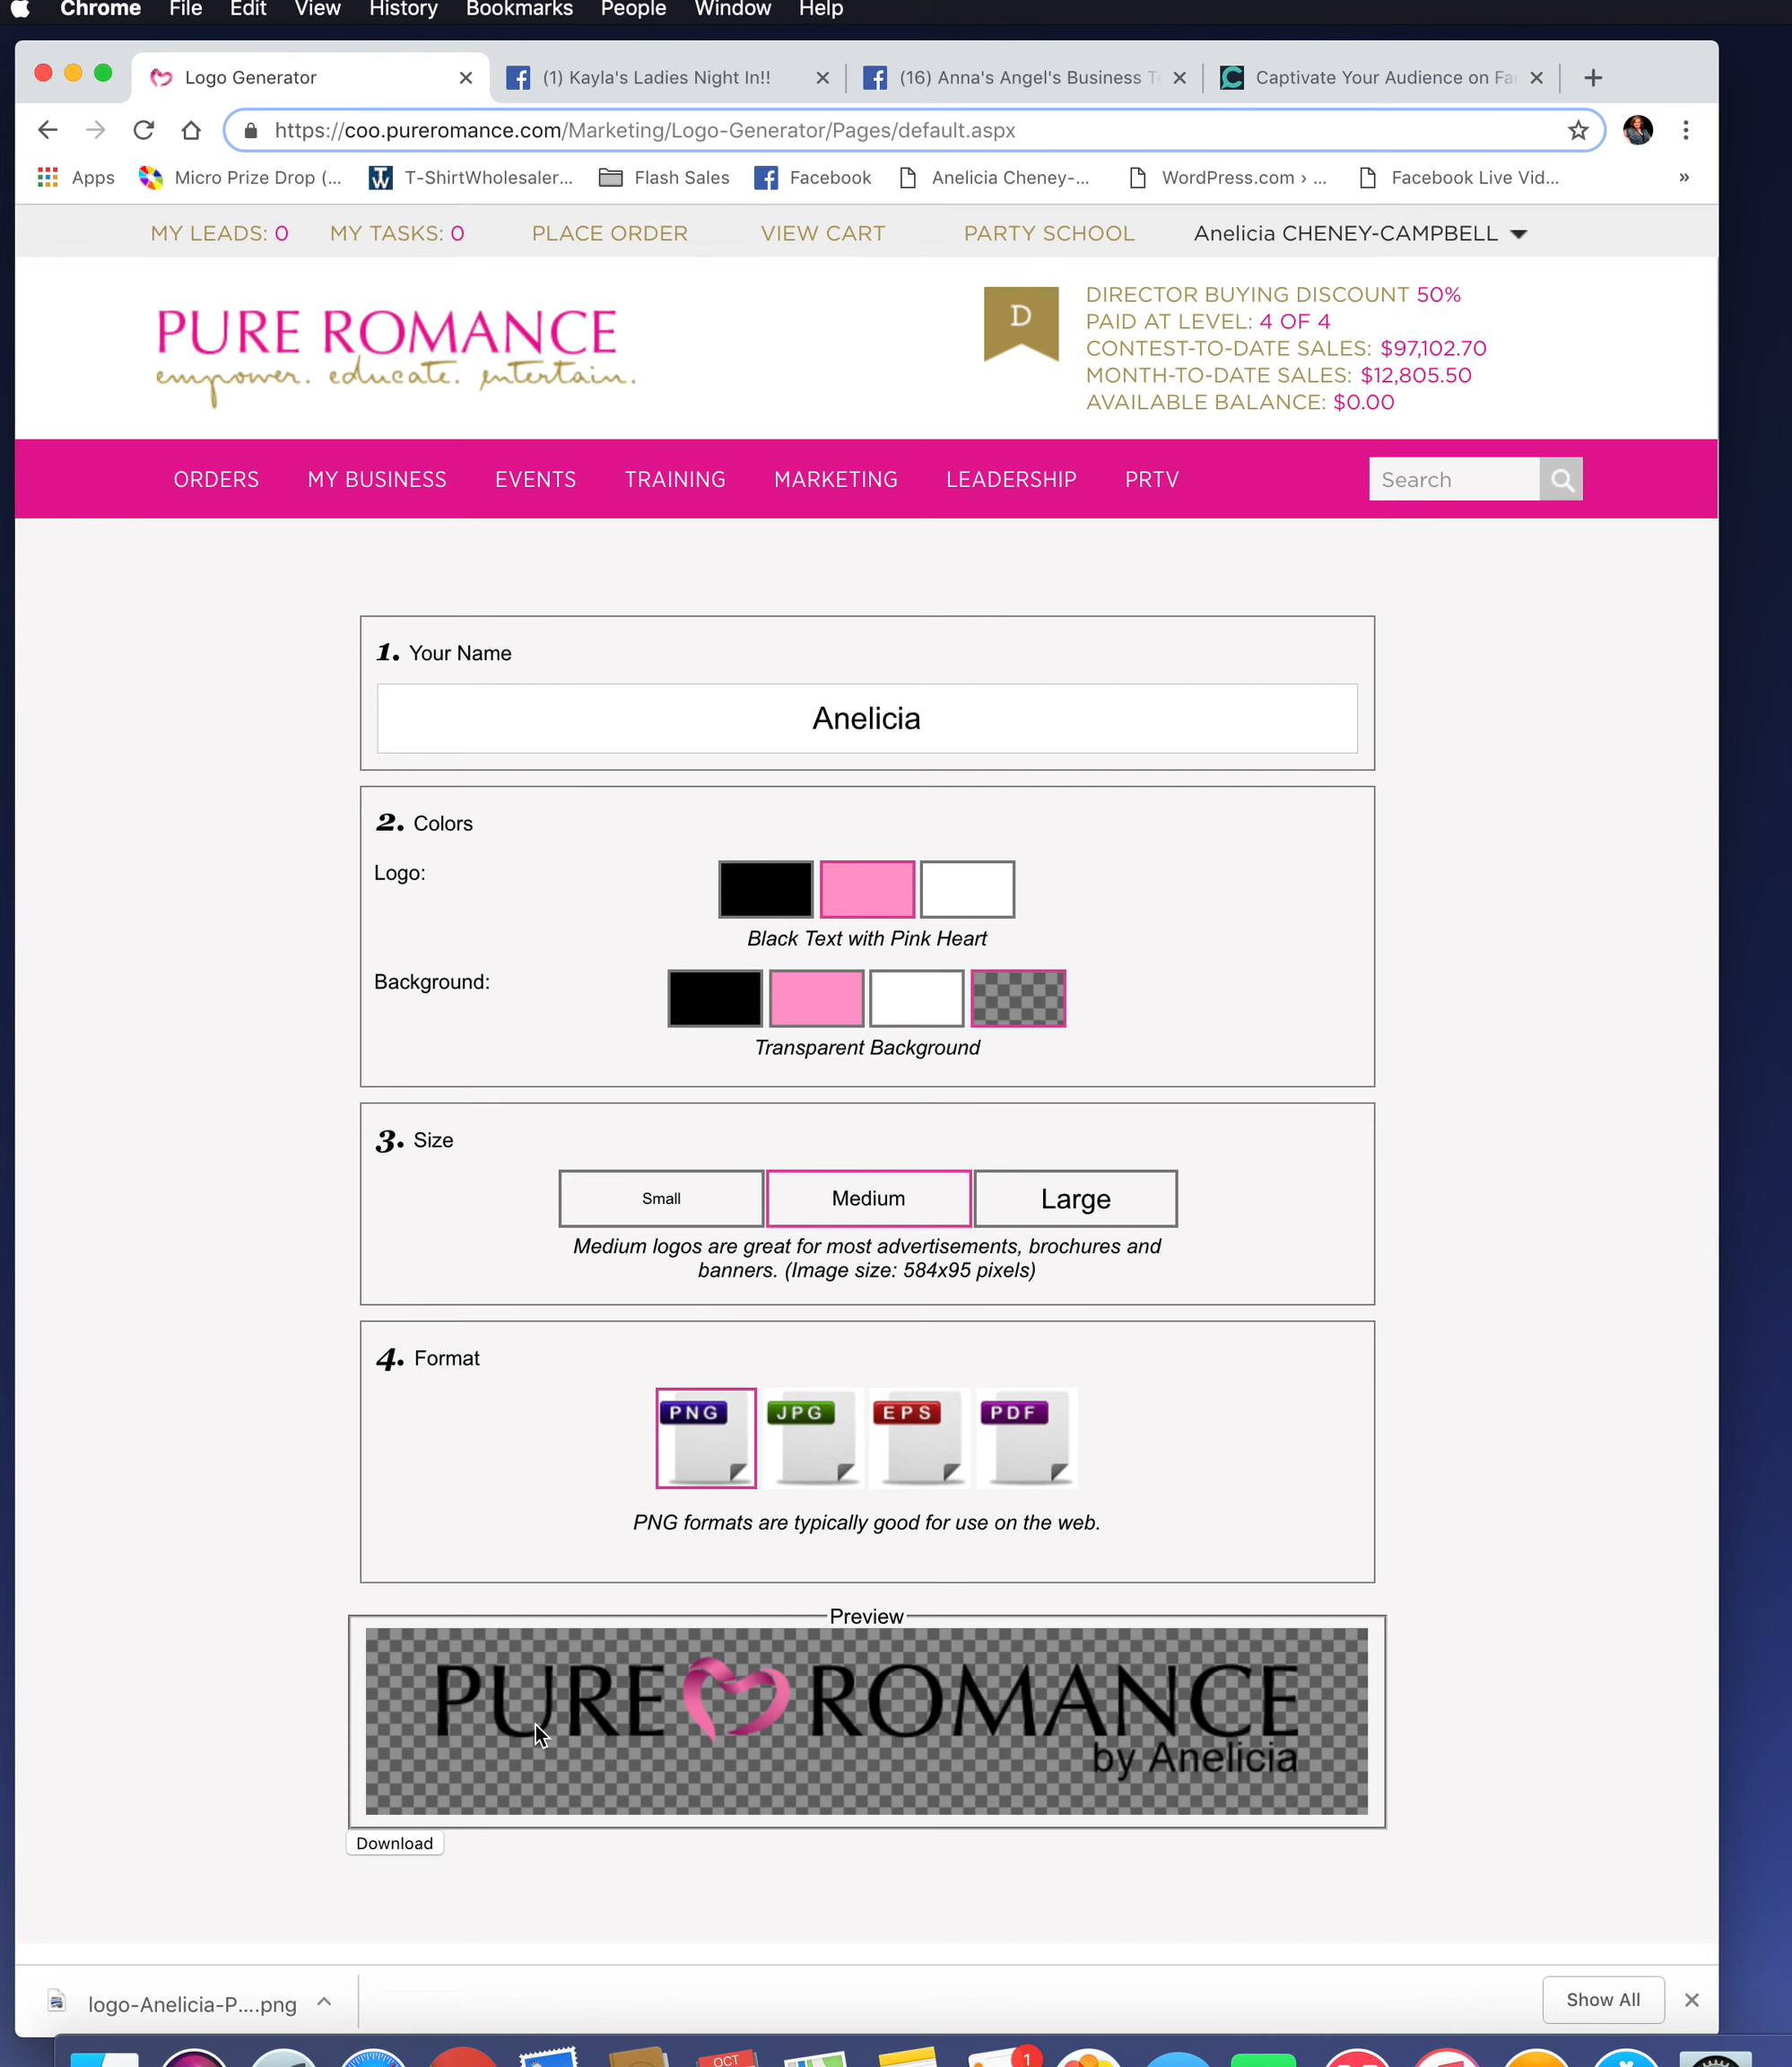 Chrome File Edit View History Bookmarks People Window Help
Logo Generator (1) Kayla's Ladies Night In!! (16) Anna's Angel's Business Captivate Your Audience on
https://coo.pureromance.com/Marketing/Logo-Generator/Pages/default.aspx
Apps Micro Prize Drop (... TW T-ShirtWholesaler... Flash Sales Facebook Anelicia Cheney-... WordPress.com › ... Facebook Live Vid... »
MY LEADS: 0 MY TASKS: 0 PLACE ORDER VIEW CART PARTY SCHOOL Anelicia CHENEY-CAMPBELL
PURE ROMANCE
empower. educate. entertain.
D
DIRECTOR BUYING DISCOUNT 50%
PAID AT LEVEL: 4 OF 4
CONTEST-TO-DATE SALES: $97,102.70
MONTH-TO-DATE SALES: $12,805.50
AVAILABLE BALANCE: $0.00
ORDERS MY BUSINESS EVENTS TRAINING MARKETING LEADERSHIP PRTV Search
1. Your Name
Anelicia
2. Colors
Logo:
Black Text with Pink Heart
Background:
Transparent Background
3. Size
Small Medium Large
Medium logos are great for most advertisements, brochures and
banners. (Image size: 584x95 pixels)
4. Format
PNG JPG EPS PDF
PNG formats are typically good for use on the web.
Preview
PURE ROMANCE
by Anelicia
Download
logo-Anelicia-P....png Show All
OCT 1